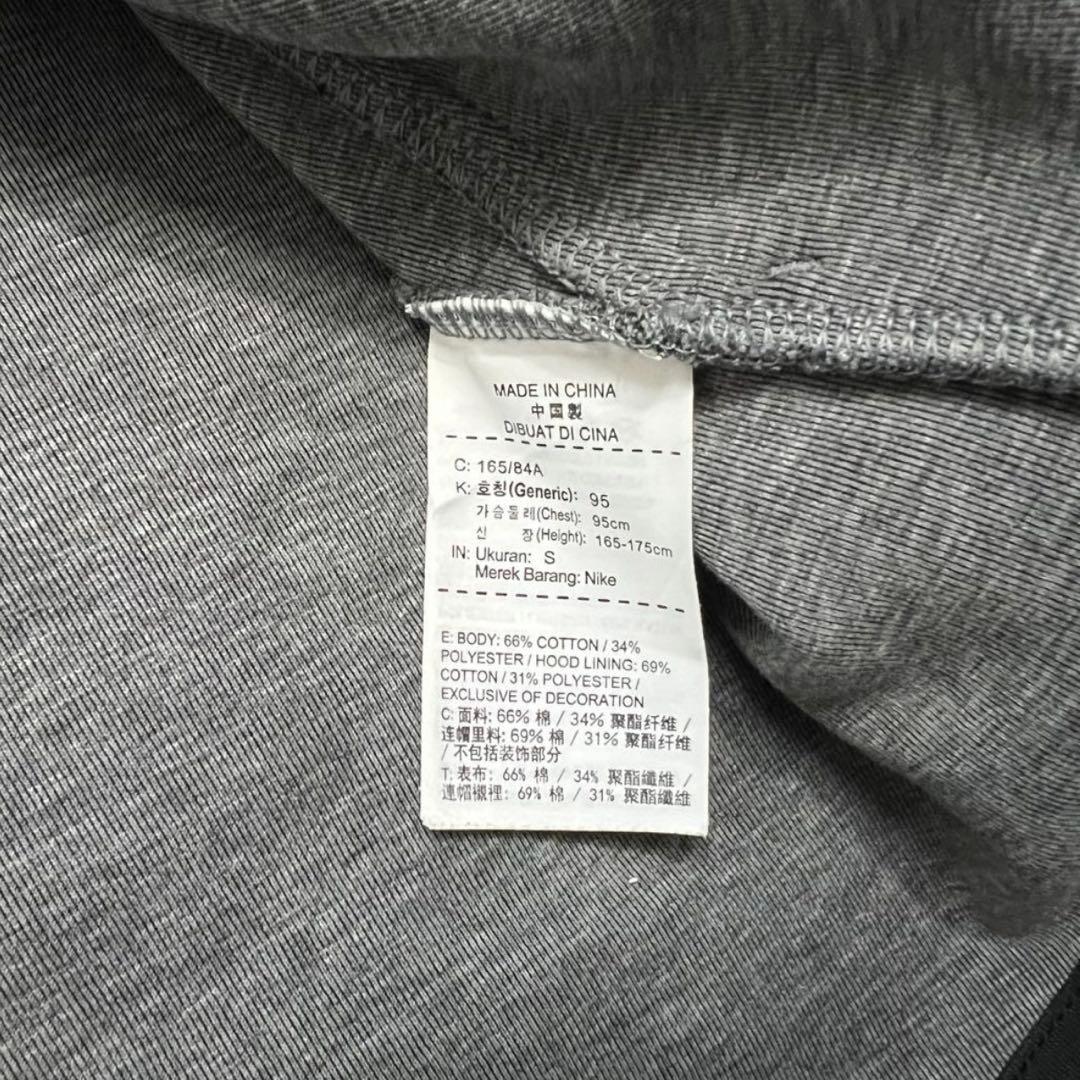 MADE IN CHINA
中国製
DIBUAT DI CINA
C: 165/84A
K: 호칭(Generic): 95
가슴둘레(Chest): 95cm
신 장(Height): 165-175cm
IN: Ukuran: S
Merek Barang: Nike
E: BODY: 66% COTTON / 34%
POLYESTER / HOOD LINING: 69%
COTTON / 31% POLYESTER /
EXCLUSIVE OF DECORATION
C: 面料: 66% 棉 / 34% 聚酯纤维 /
连帽里料: 69% 棉 / 31% 聚酯纤维
/ 不包括装饰部分
T: 表布: 66% 棉 / 34% 聚酯纖維 /
連帽襯裡: 69% 棉 / 31% 聚酯纖維